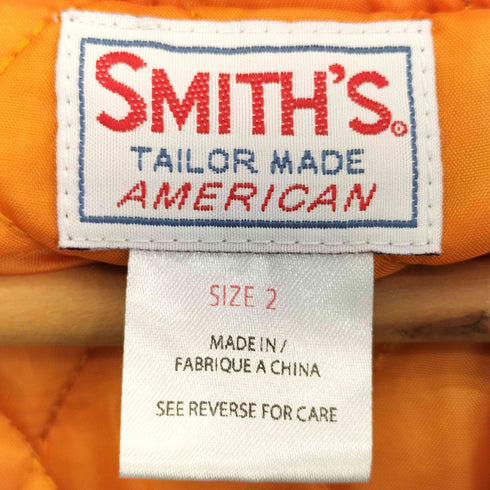 SMITH'S®
TAILOR MADE
AMERICAN
SIZE 2
MADE IN /
FABRIQUE A CHINA
SEE REVERSE FOR CARE